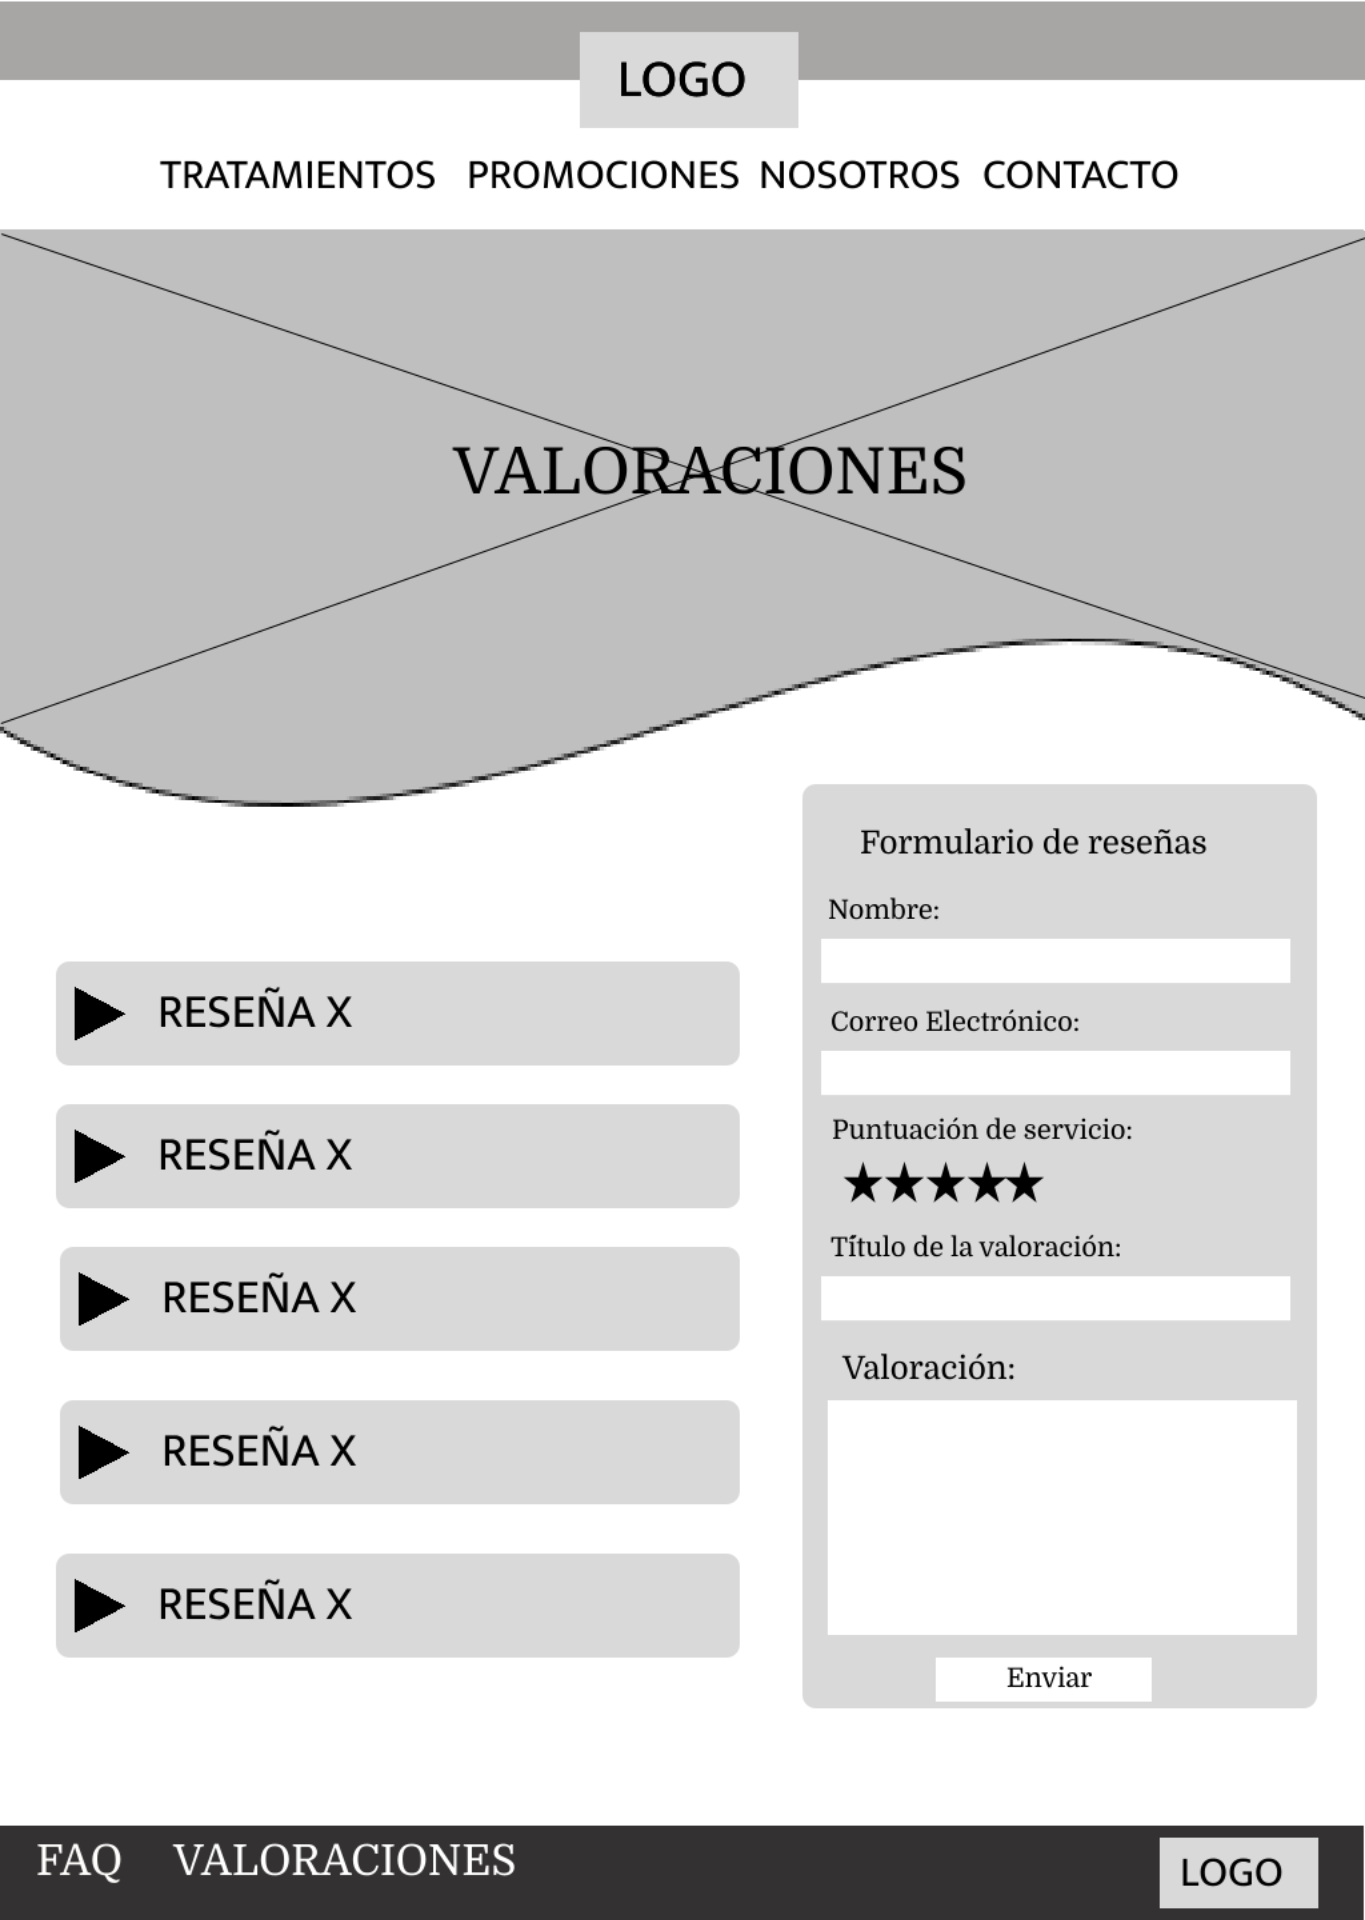 LOGO
TRATAMIENTOS PROMOCIONES NOSOTROS CONTACTO
VALORACIONES
RESEÑA X
RESEÑA X
RESEÑA X
RESEÑA X
RESEÑA X
Formulario de reseñas
Nombre:
Correo Electrónico:
Puntuación de servicio:
★★★★★
Título de la valoración:
Valoración:
Enviar
FAQ VALORACIONES
LOGO